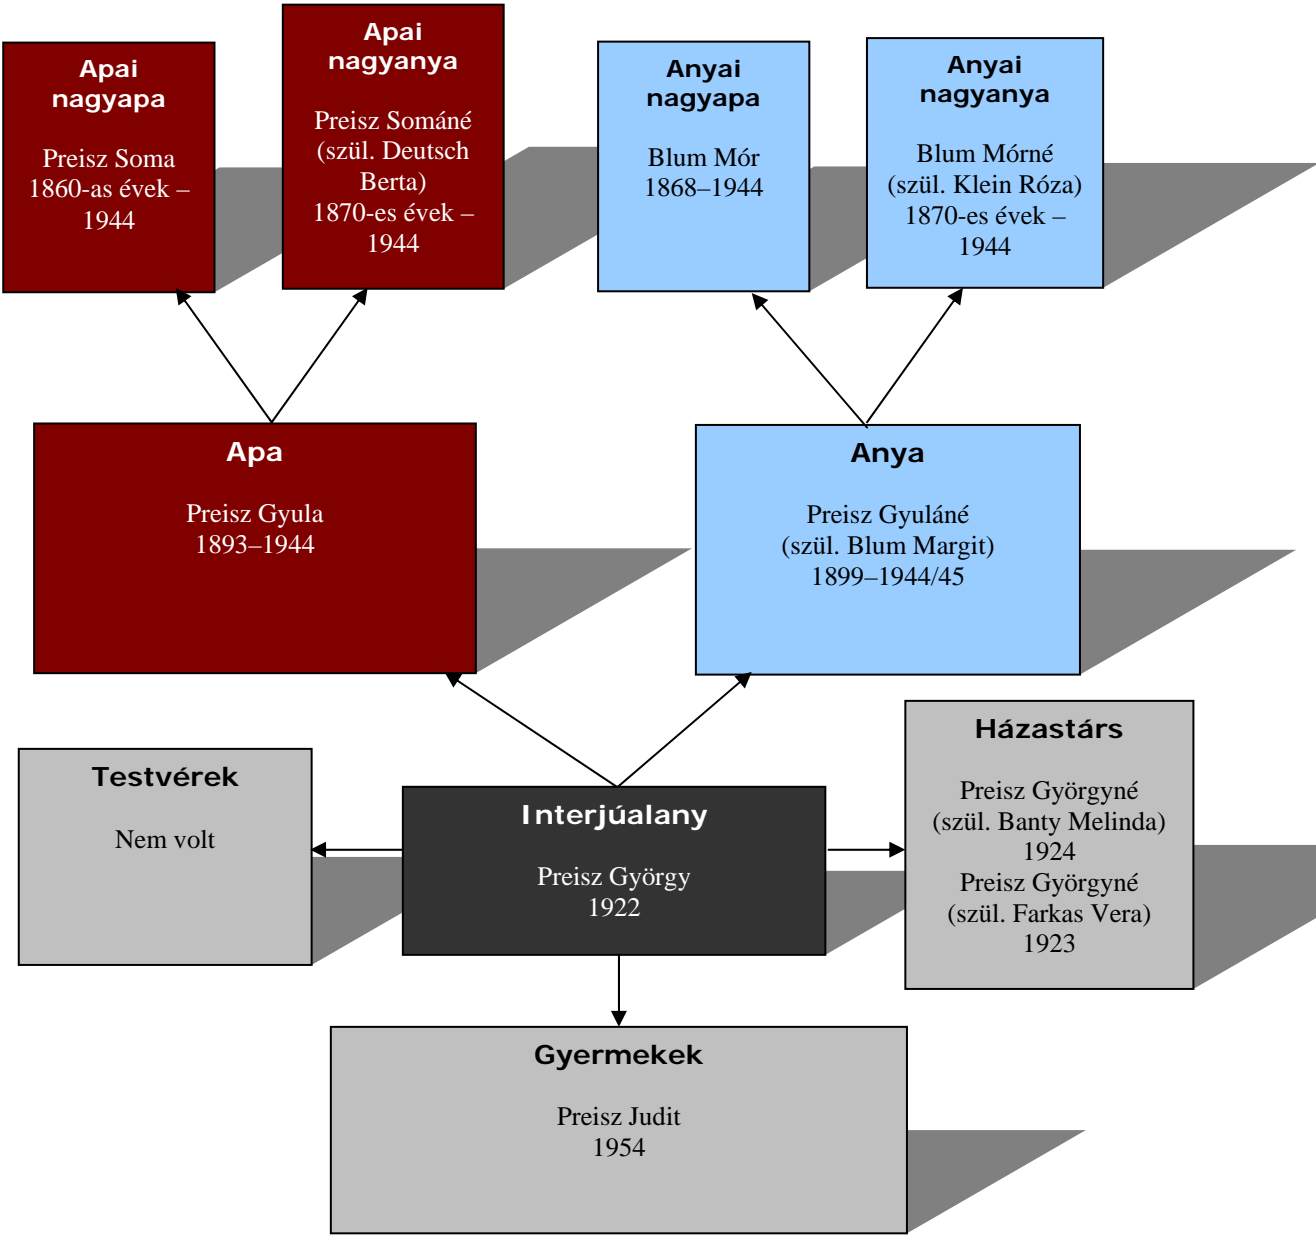 Apai
nagyapa
Preisz Soma
1860-as évek –
1944
Apai
nagyanya
Preisz Sománé
(szül. Deutsch
Berta)
1870-es évek –
1944
Anyai
nagyapa
Blum Mór
1868–1944
Anyai
nagyanya
Blum Mórné
(szül. Klein Róza)
1870-es évek –
1944
Apa
Preisz Gyula
1893–1944
Anya
Preisz Gyuláné
(szül. Blum Margit)
1899–1944/45
Testvérek
Nem volt
Interjúalany
Preisz György
1922
Házastárs
Preisz Györgyné
(szül. Banty Melinda)
1924
Preisz Györgyné
(szül. Farkas Vera)
1923
Gyermekek
Preisz Judit
1954